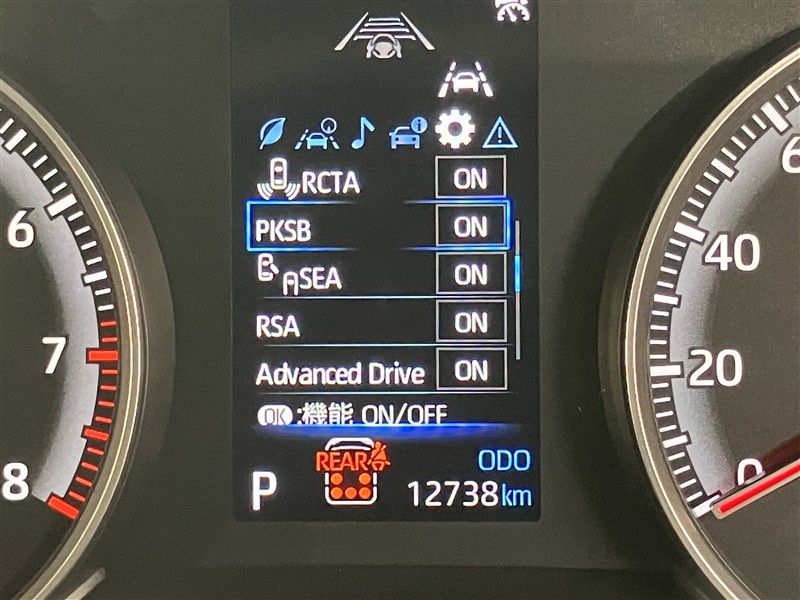 RCTA ON
PKSB ON
SEA ON
RSA ON
Advanced Drive ON
OK :機能 ON/OFF
REAR
ODO
P
12738km
6
7
8
6
40
20
0